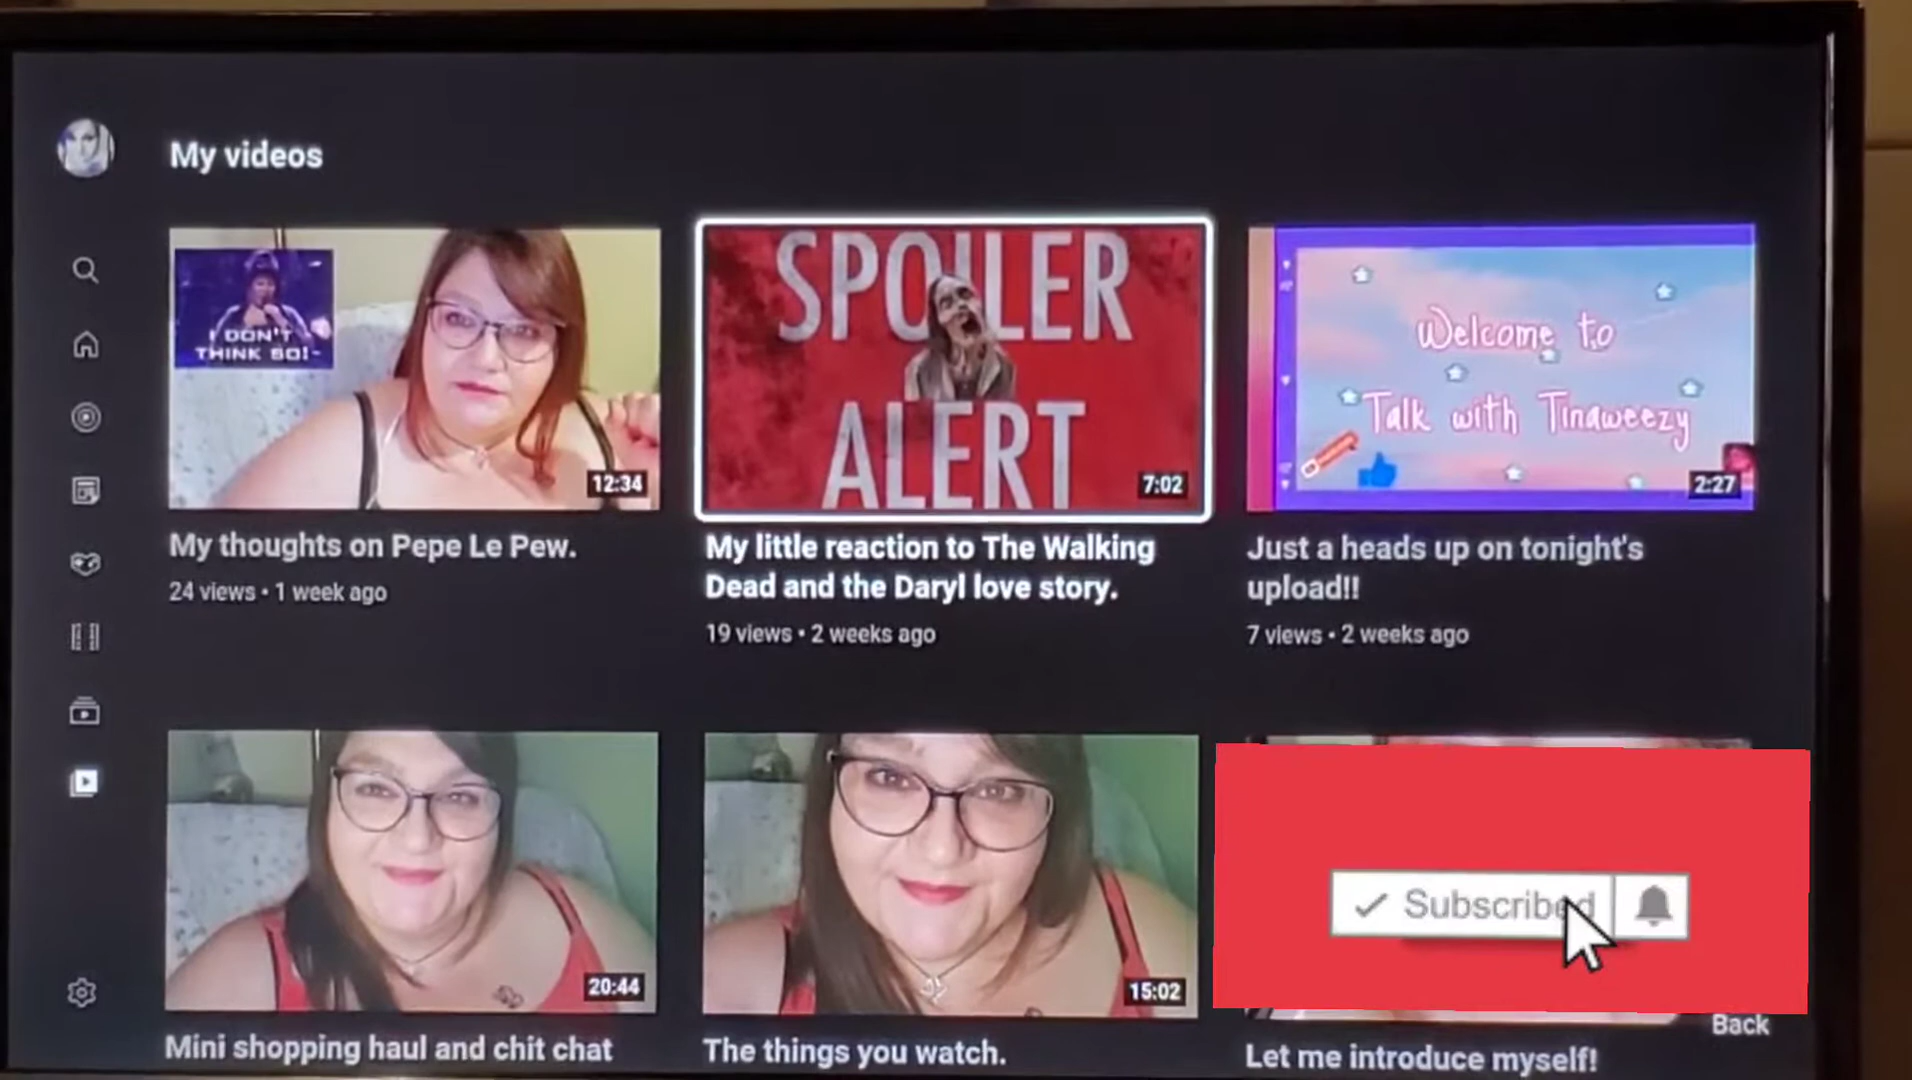 My videos
I DON'T
THINK SO!-
12:34
SPOILER
ALERT
7:02
Welcome to
Talk with Tinaweezy
2:27
My thoughts on Pepe Le Pew.
24 views • 1 week ago
My little reaction to The Walking
Dead and the Daryl love story.
19 views • 2 weeks ago
Just a heads up on tonight's
upload!!
7 views • 2 weeks ago
20:44
15:02
Subscribed
Back
Mini shopping haul and chit chat
The things you watch.
Let me introduce myself!